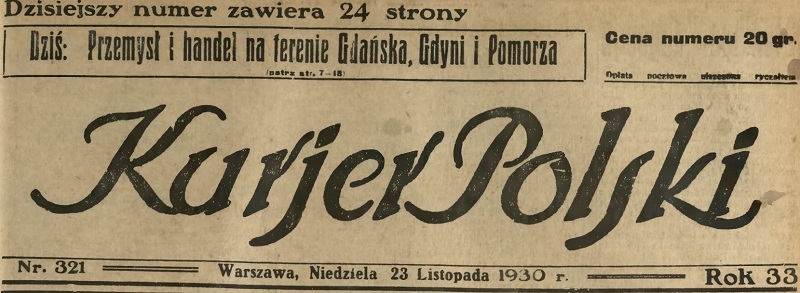 Dzisiejszy numer zawiera 24 strony
Dziś: Przemysł i handel na terenie Gdańska, Gdyni i Pomorza
(patrz str. 7—18)
Cena numeru 20 gr.
Opłata pocztowa uiszczona ryczałtem
Kurjer Polski
Nr. 321
Warszawa, Niedziela 23 Listopada 1930 r.
Rok 33